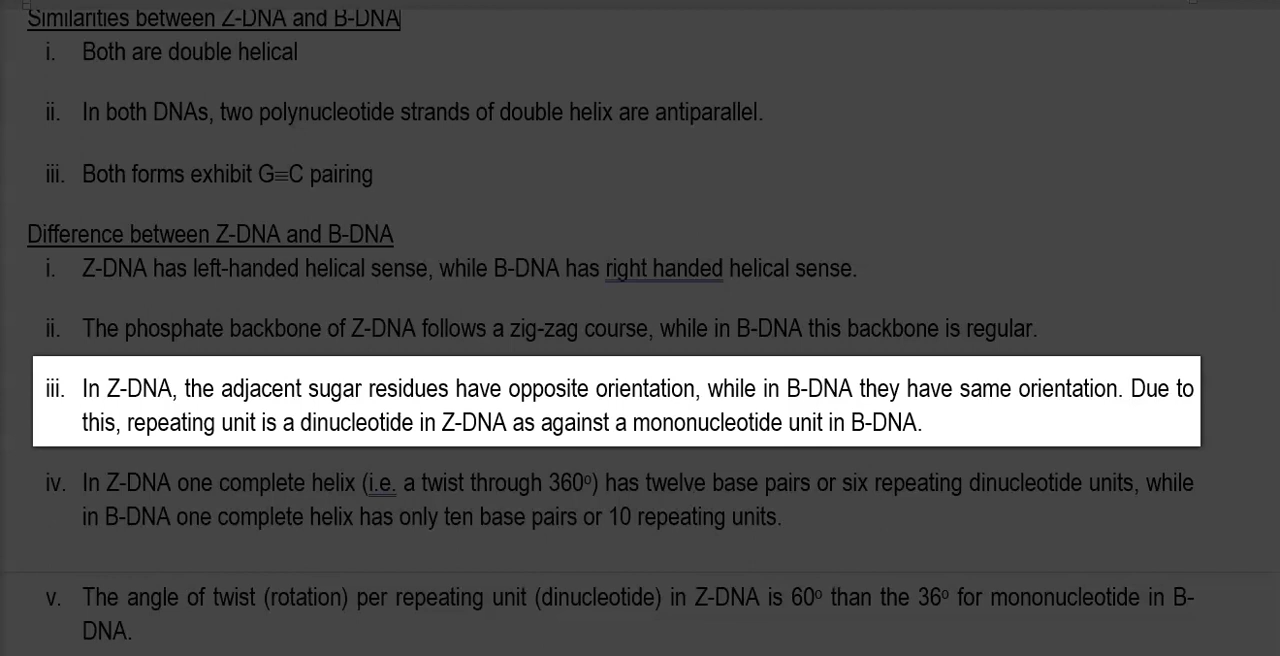 Similarities between Z-DNA and B-DNA
i. Both are double helical
ii. In both DNAs, two polynucleotide strands of double helix are antiparallel.
iii. Both forms exhibit G≡C pairing
Difference between Z-DNA and B-DNA
i. Z-DNA has left-handed helical sense, while B-DNA has right handed helical sense.
ii. The phosphate backbone of Z-DNA follows a zig-zag course, while in B-DNA this backbone is regular.
iii. In Z-DNA, the adjacent sugar residues have opposite orientation, while in B-DNA they have same orientation. Due to
this, repeating unit is a dinucleotide in Z-DNA as against a mononucleotide unit in B-DNA.
iv. In Z-DNA one complete helix (i.e. a twist through 360º) has twelve base pairs or six repeating dinucleotide units, while
in B-DNA one complete helix has only ten base pairs or 10 repeating units.
v. The angle of twist (rotation) per repeating unit (dinucleotide) in Z-DNA is 60º than the 36º for mononucleotide in B-
DNA.